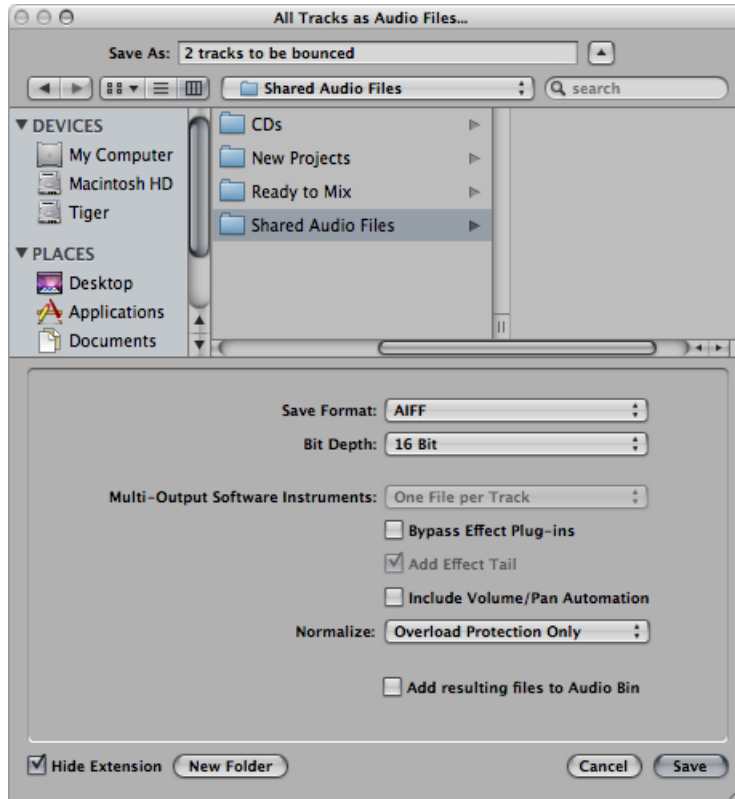 All Tracks as Audio Files...
Save As: 2 tracks to be bounced
Shared Audio Files
search
DEVICES
My Computer
Macintosh HD
Tiger
PLACES
Desktop
Applications
Documents
CDs
New Projects
Ready to Mix
Shared Audio Files
Save Format: AIFF
Bit Depth: 16 Bit
Multi-Output Software Instruments: One File per Track
Bypass Effect Plug-ins
Add Effect Tail
Include Volume/Pan Automation
Normalize: Overload Protection Only
Add resulting files to Audio Bin
Hide Extension New Folder Cancel Save